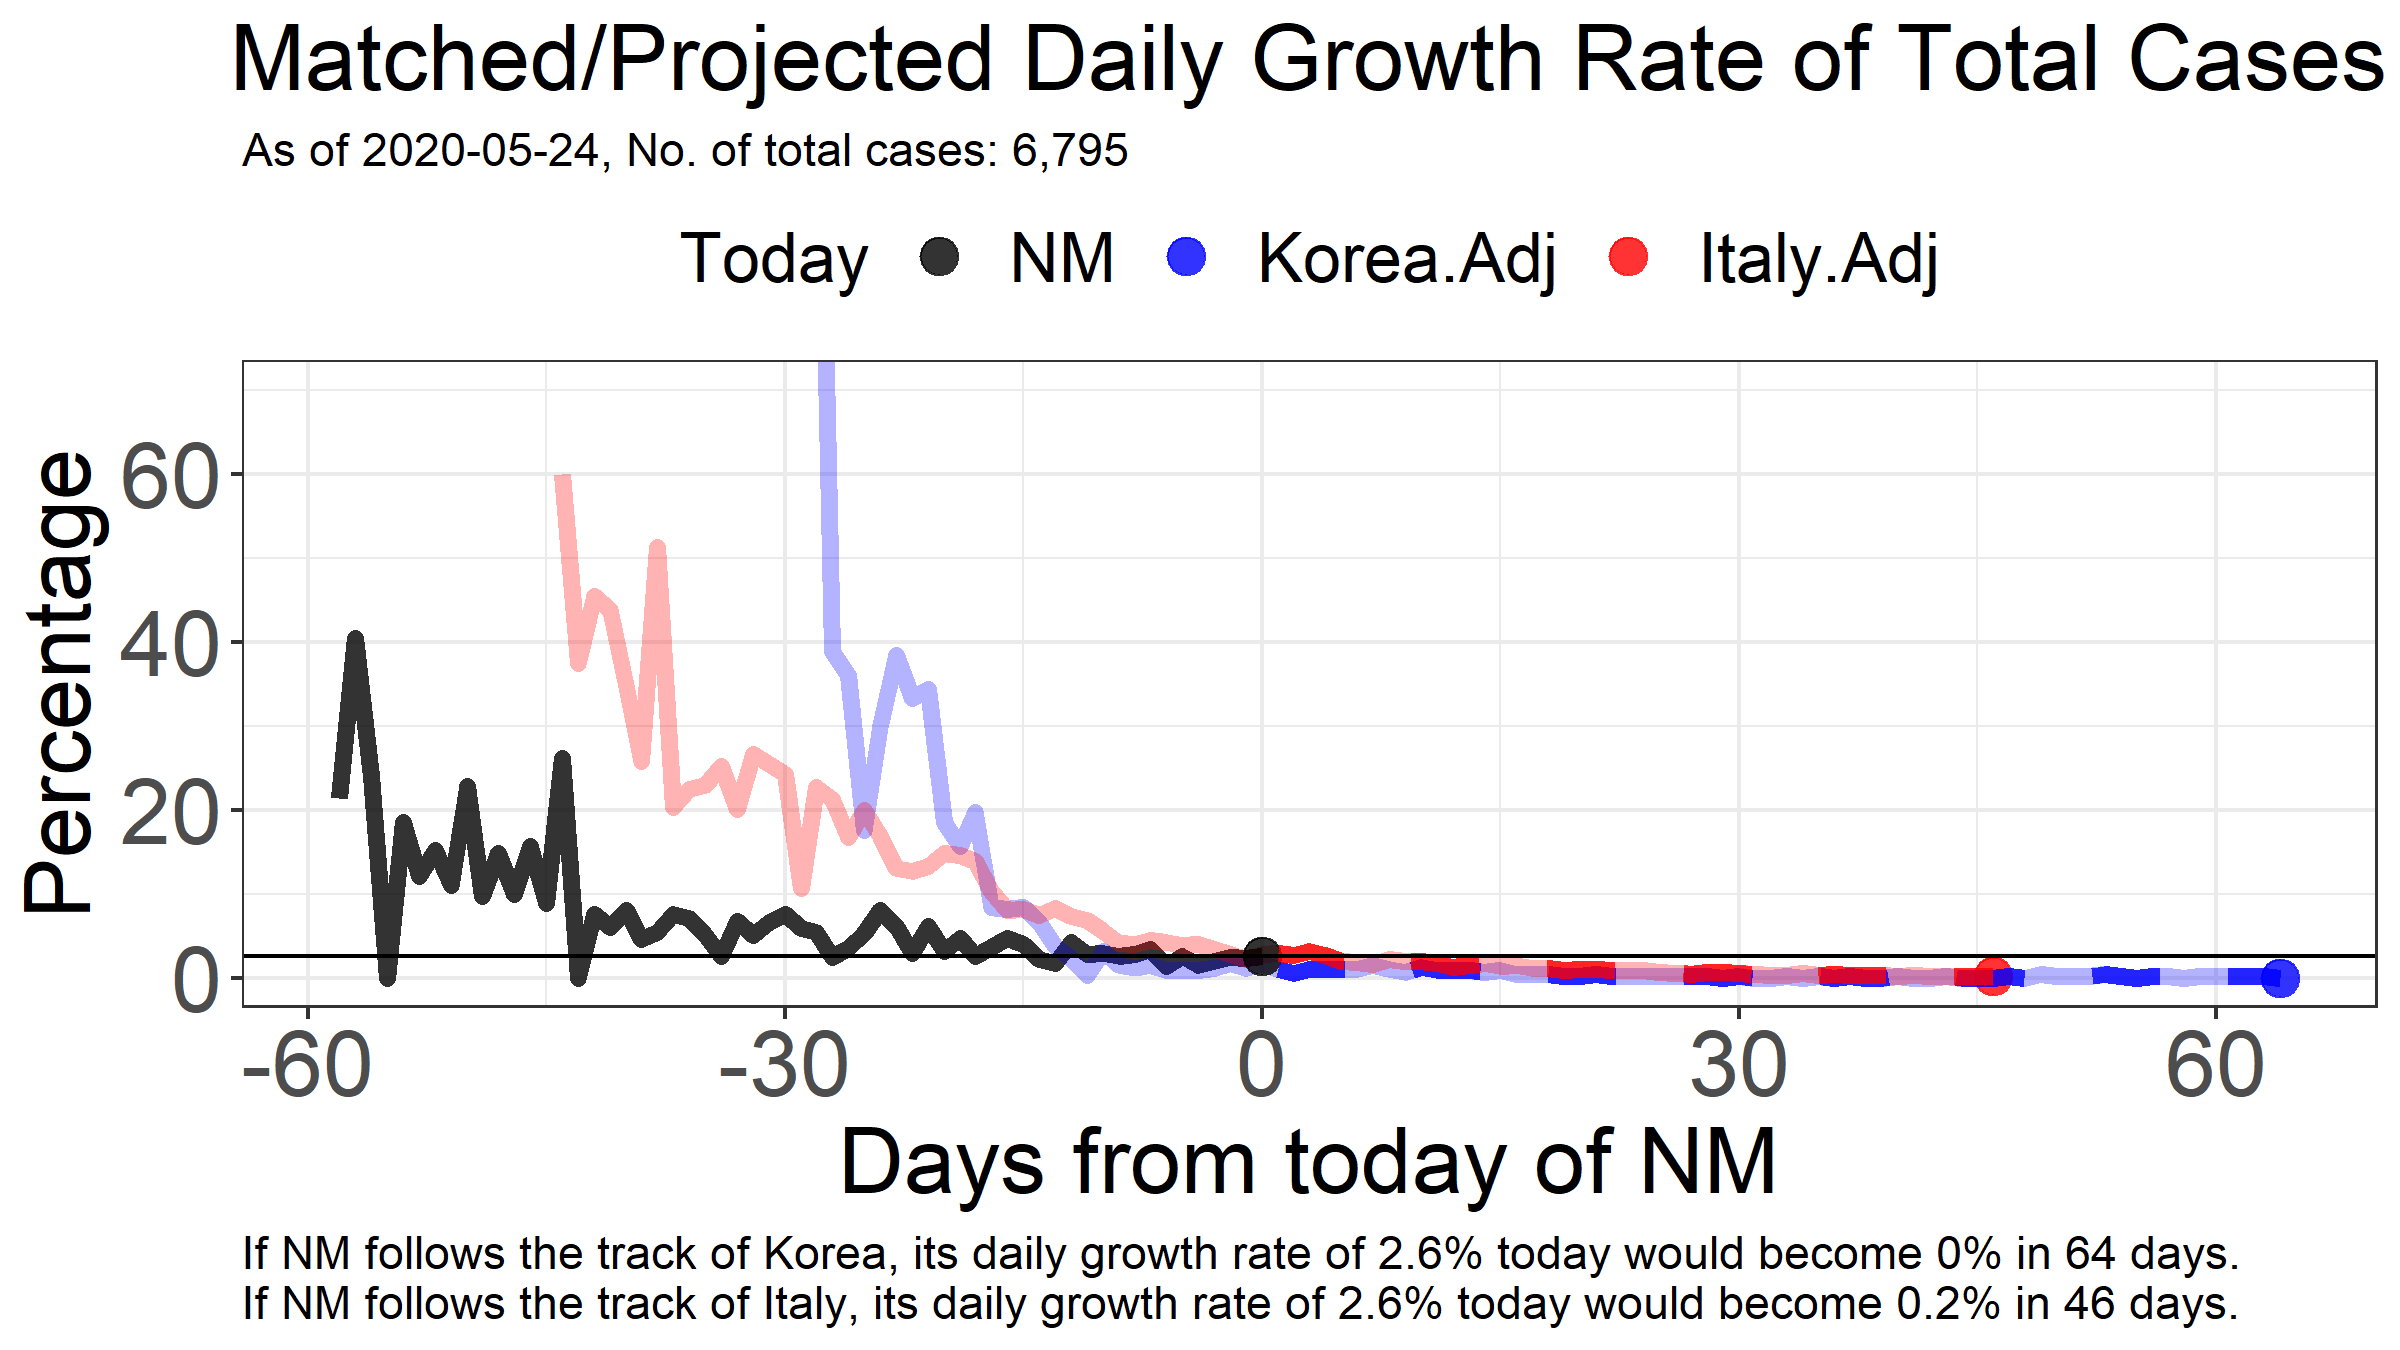 Matched/Projected Daily Growth Rate of Total Cases
As of 2020-05-24, No. of total cases: 6,795
Today NM Korea.Adj Italy.Adj
Percentage
60
40
20
0
-60 -30 0 30 60
Days from today of NM
If NM follows the track of Korea, its daily growth rate of 2.6% today would become 0% in 64 days.
If NM follows the track of Italy, its daily growth rate of 2.6% today would become 0.2% in 46 days.